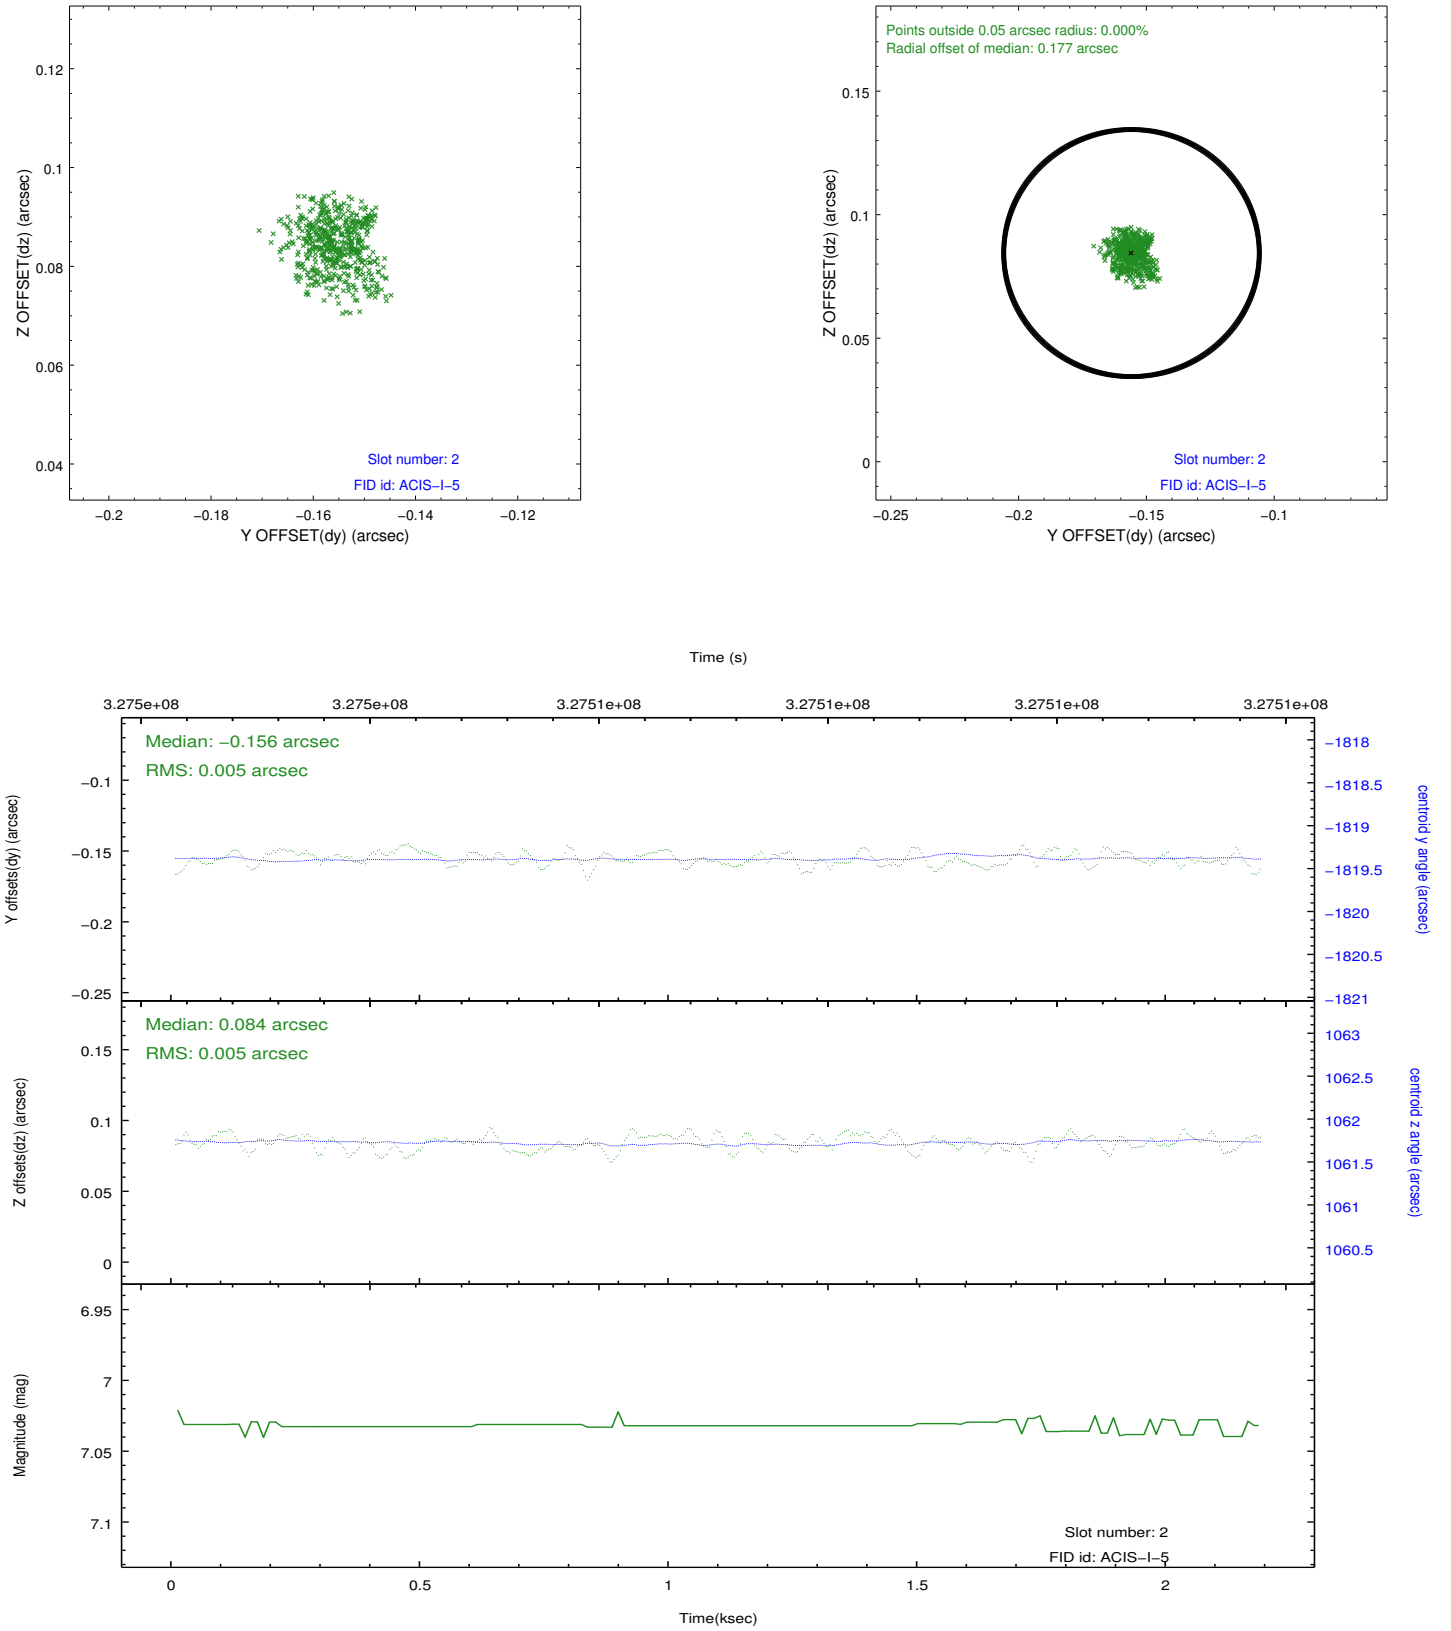 0.12
0.1
0.08
0.06
0.04
Z OFFSET(dz) (arcsec)
Slot number: 2
FID id: ACIS−I−5
−0.2
−0.18
−0.16
−0.14
−0.12
Y OFFSET(dy) (arcsec)
Points outside 0.05 arcsec radius: 0.000%
Radial offset of median: 0.177 arcsec
0.15
0.1
0.05
0
Z OFFSET(dz) (arcsec)
Slot number: 2
FID id: ACIS−I−5
−0.25
−0.2
−0.15
−0.1
Y OFFSET(dy) (arcsec)
Time (s)
3.275e+08
3.275e+08
3.2751e+08
3.2751e+08
3.2751e+08
3.2751e+08
Median: −0.156 arcsec
RMS: 0.005 arcsec
−0.1
−0.15
−0.2
−0.25
Y offsets(dy) (arcsec)
−1818
−1818.5
−1819
−1819.5
−1820
−1820.5
−1821
centroid y angle (arcsec)
Median: 0.084 arcsec
RMS: 0.005 arcsec
0.15
0.1
0.05
0
Z offsets(dz) (arcsec)
1063
1062.5
1062
1061.5
1061
1060.5
centroid z angle (arcsec)
6.95
7
7.05
7.1
Magnitude (mag)
Slot number: 2
FID id: ACIS−I−5
0
0.5
1
1.5
2
Time(ksec)